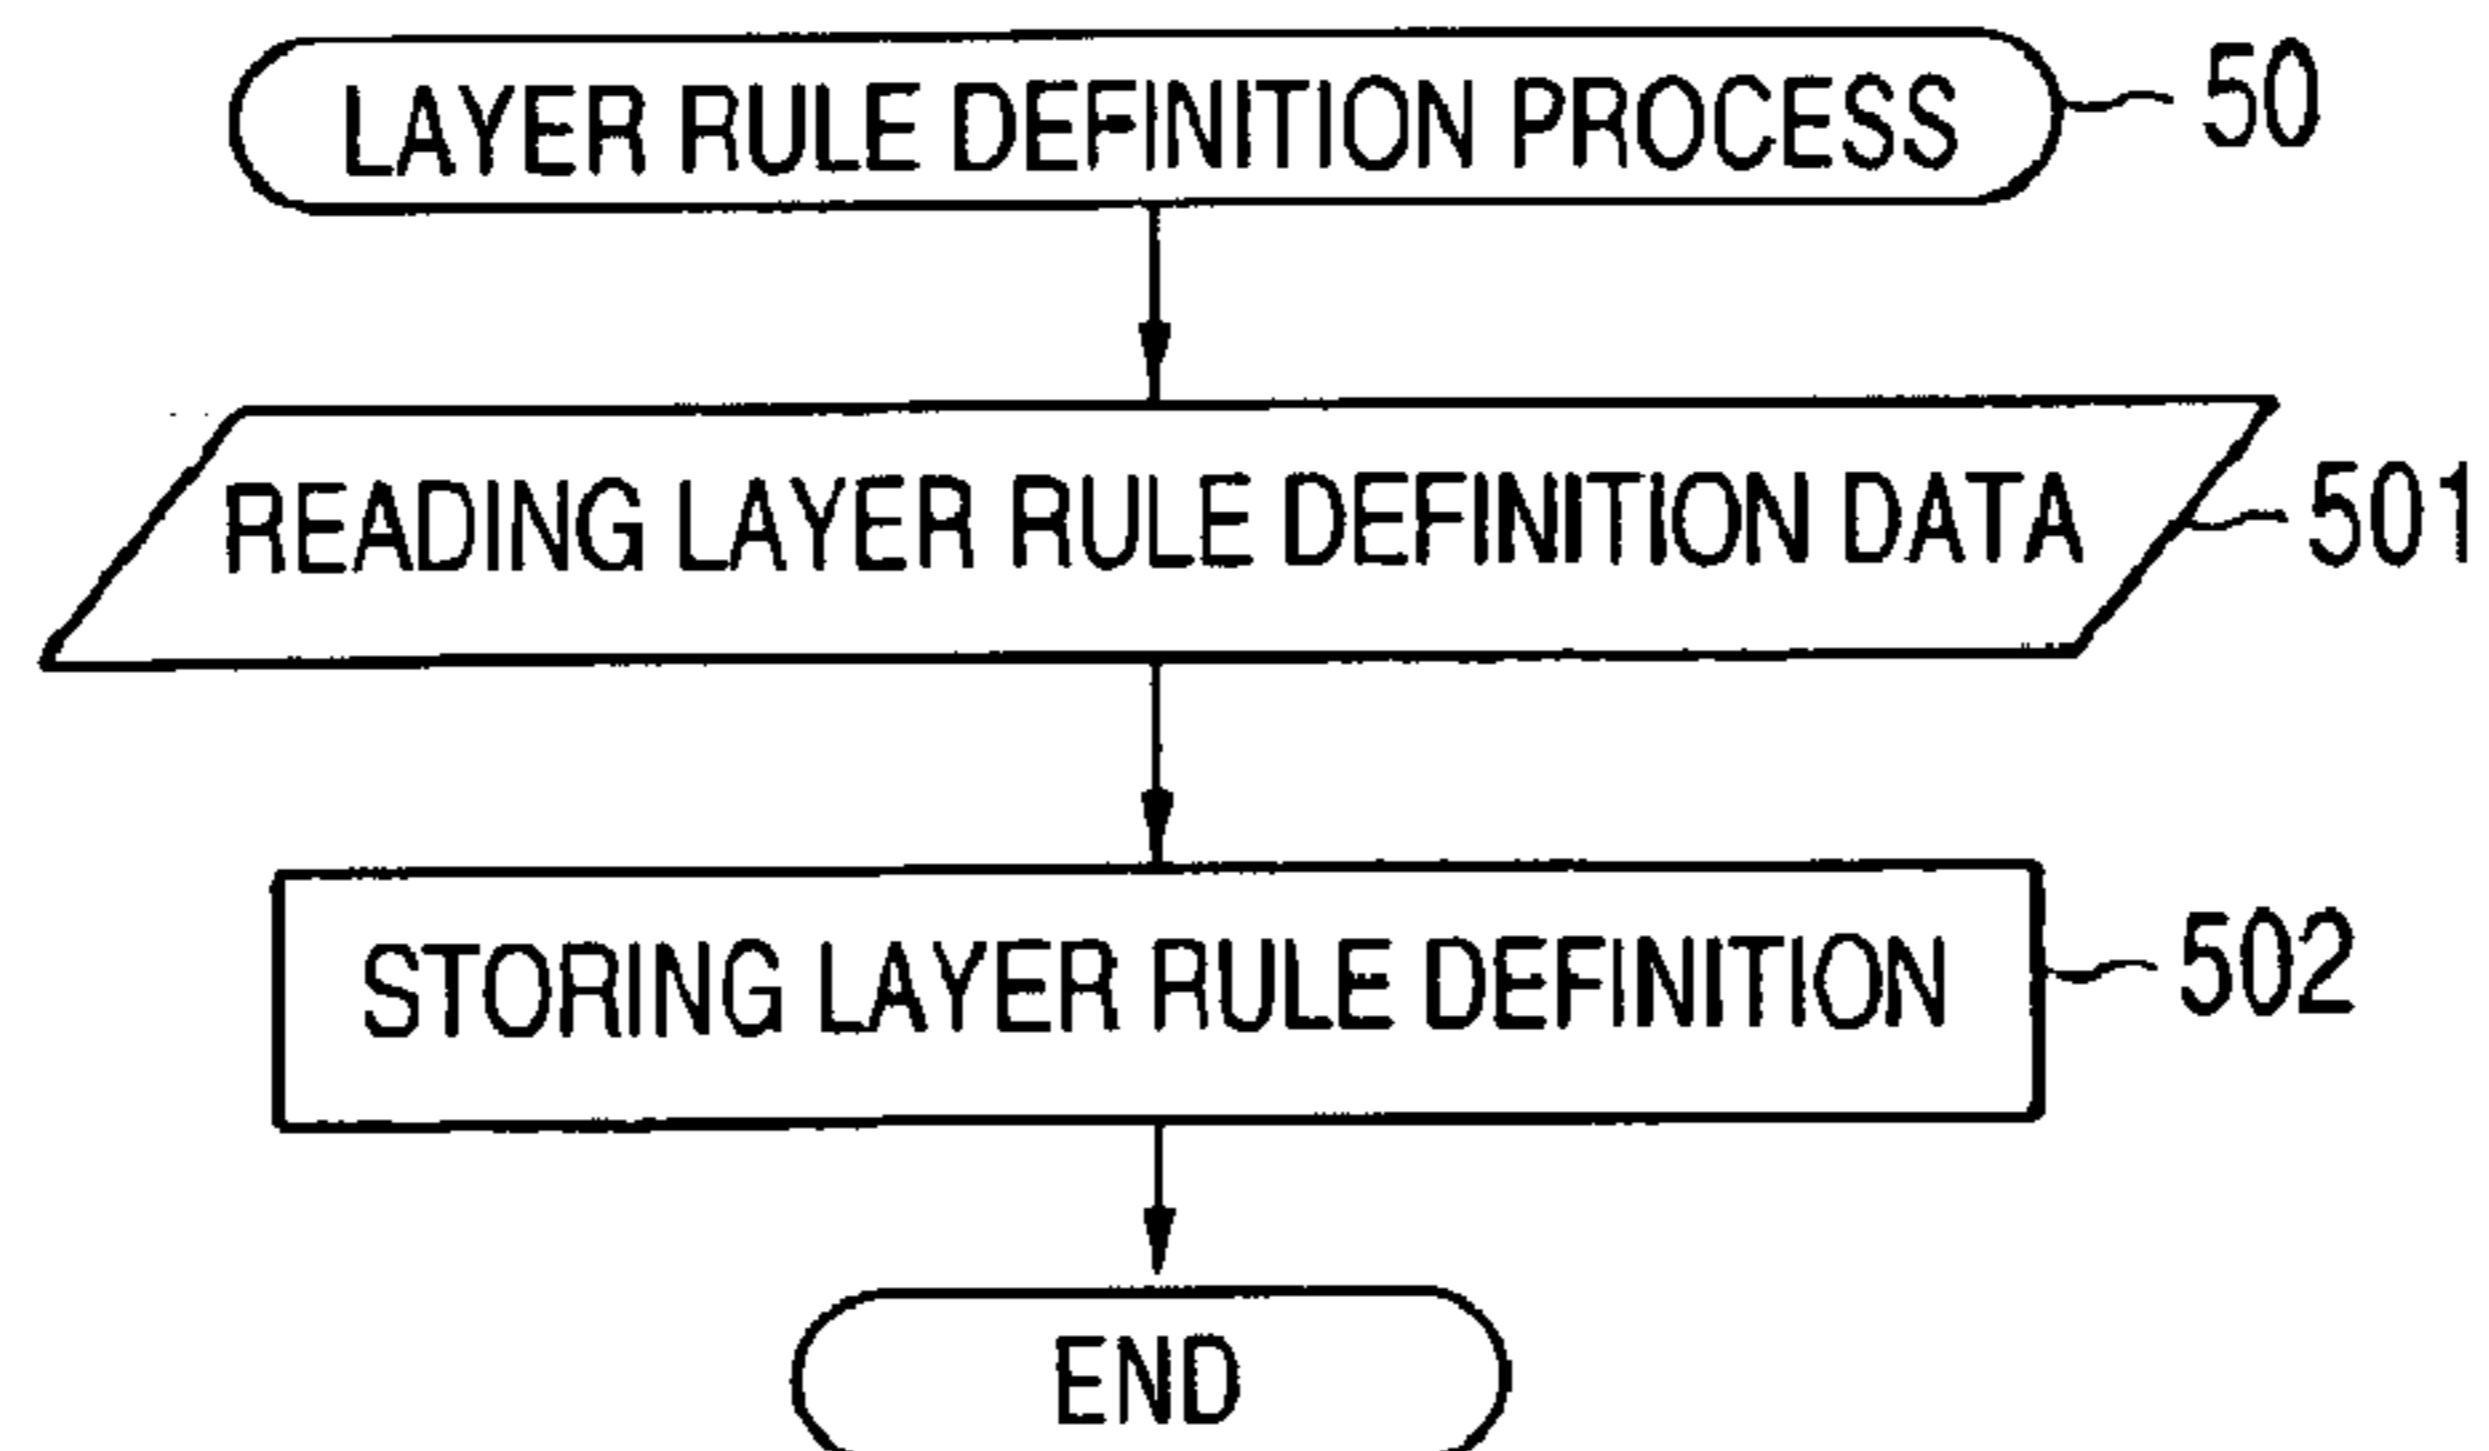 LAYER RULE DEFINITION PROCESS 50
READING LAYER RULE DEFINITION DATA 501
STORING LAYER RULE DEFINITION 502
END